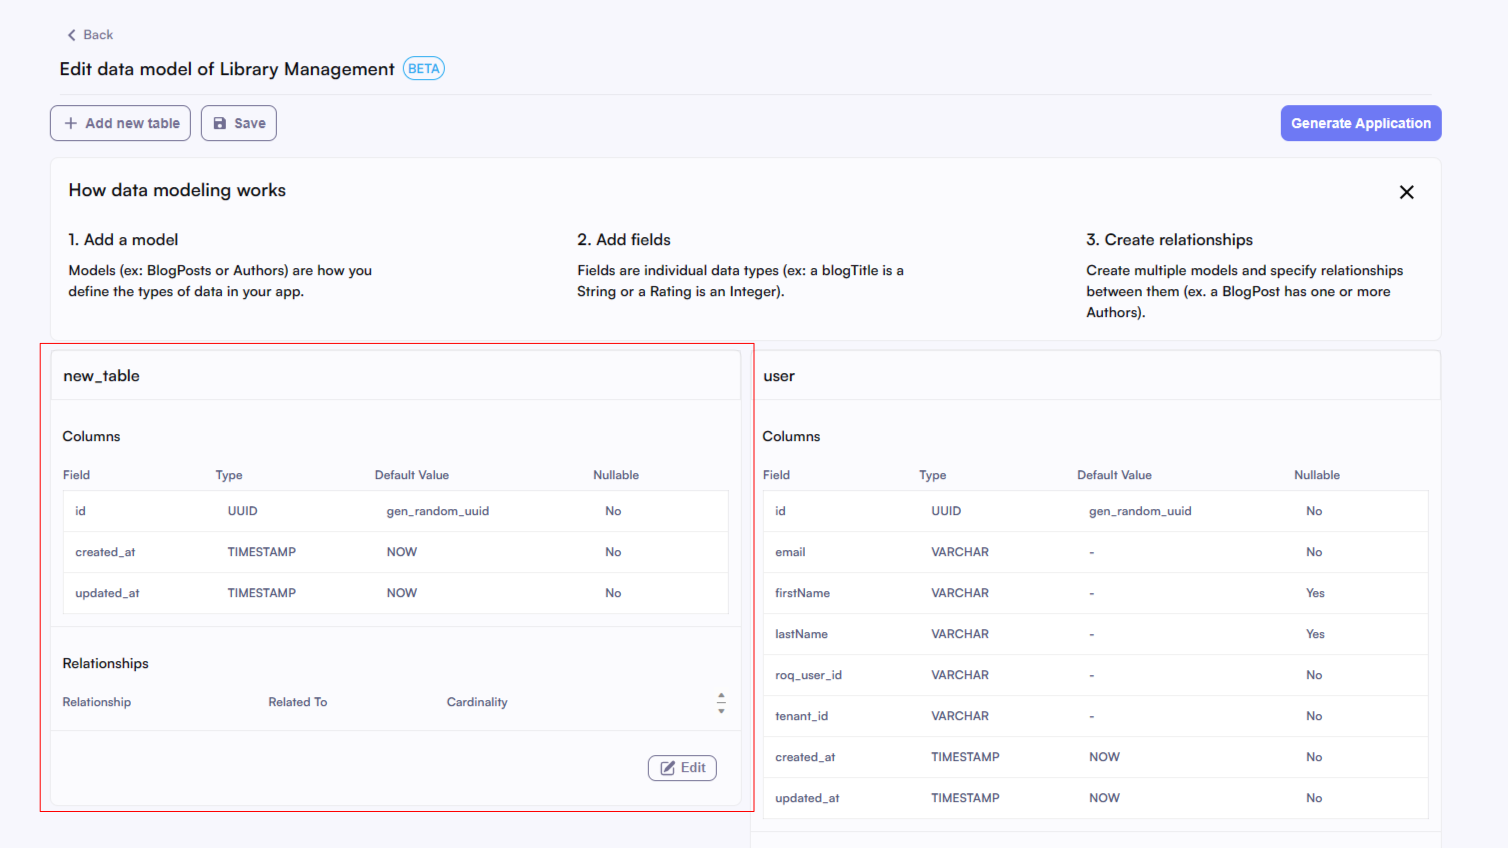 Back
Edit data model of Library Management BETA
Add new table Save Generate Application
How data modeling works
1. Add a model
Models (ex: BlogPosts or Authors) are how you
define the types of data in your app.
2. Add fields
Fields are individual data types (ex: a blogTitle is a
String or a Rating is an Integer).
3. Create relationships
Create multiple models and specify relationships
between them (ex. a BlogPost has one or more
Authors).
new_table
Columns
Field Type Default Value Nullable
id UUID gen_random_uuid No
created_at TIMESTAMP NOW No
updated_at TIMESTAMP NOW No
Relationships
Relationship Related To Cardinality
Edit
user
Columns
Field Type Default Value Nullable
id UUID gen_random_uuid No
email VARCHAR - No
firstName VARCHAR - Yes
lastName VARCHAR - Yes
roq_user_id VARCHAR - No
tenant_id VARCHAR - No
created_at TIMESTAMP NOW No
updated_at TIMESTAMP NOW No